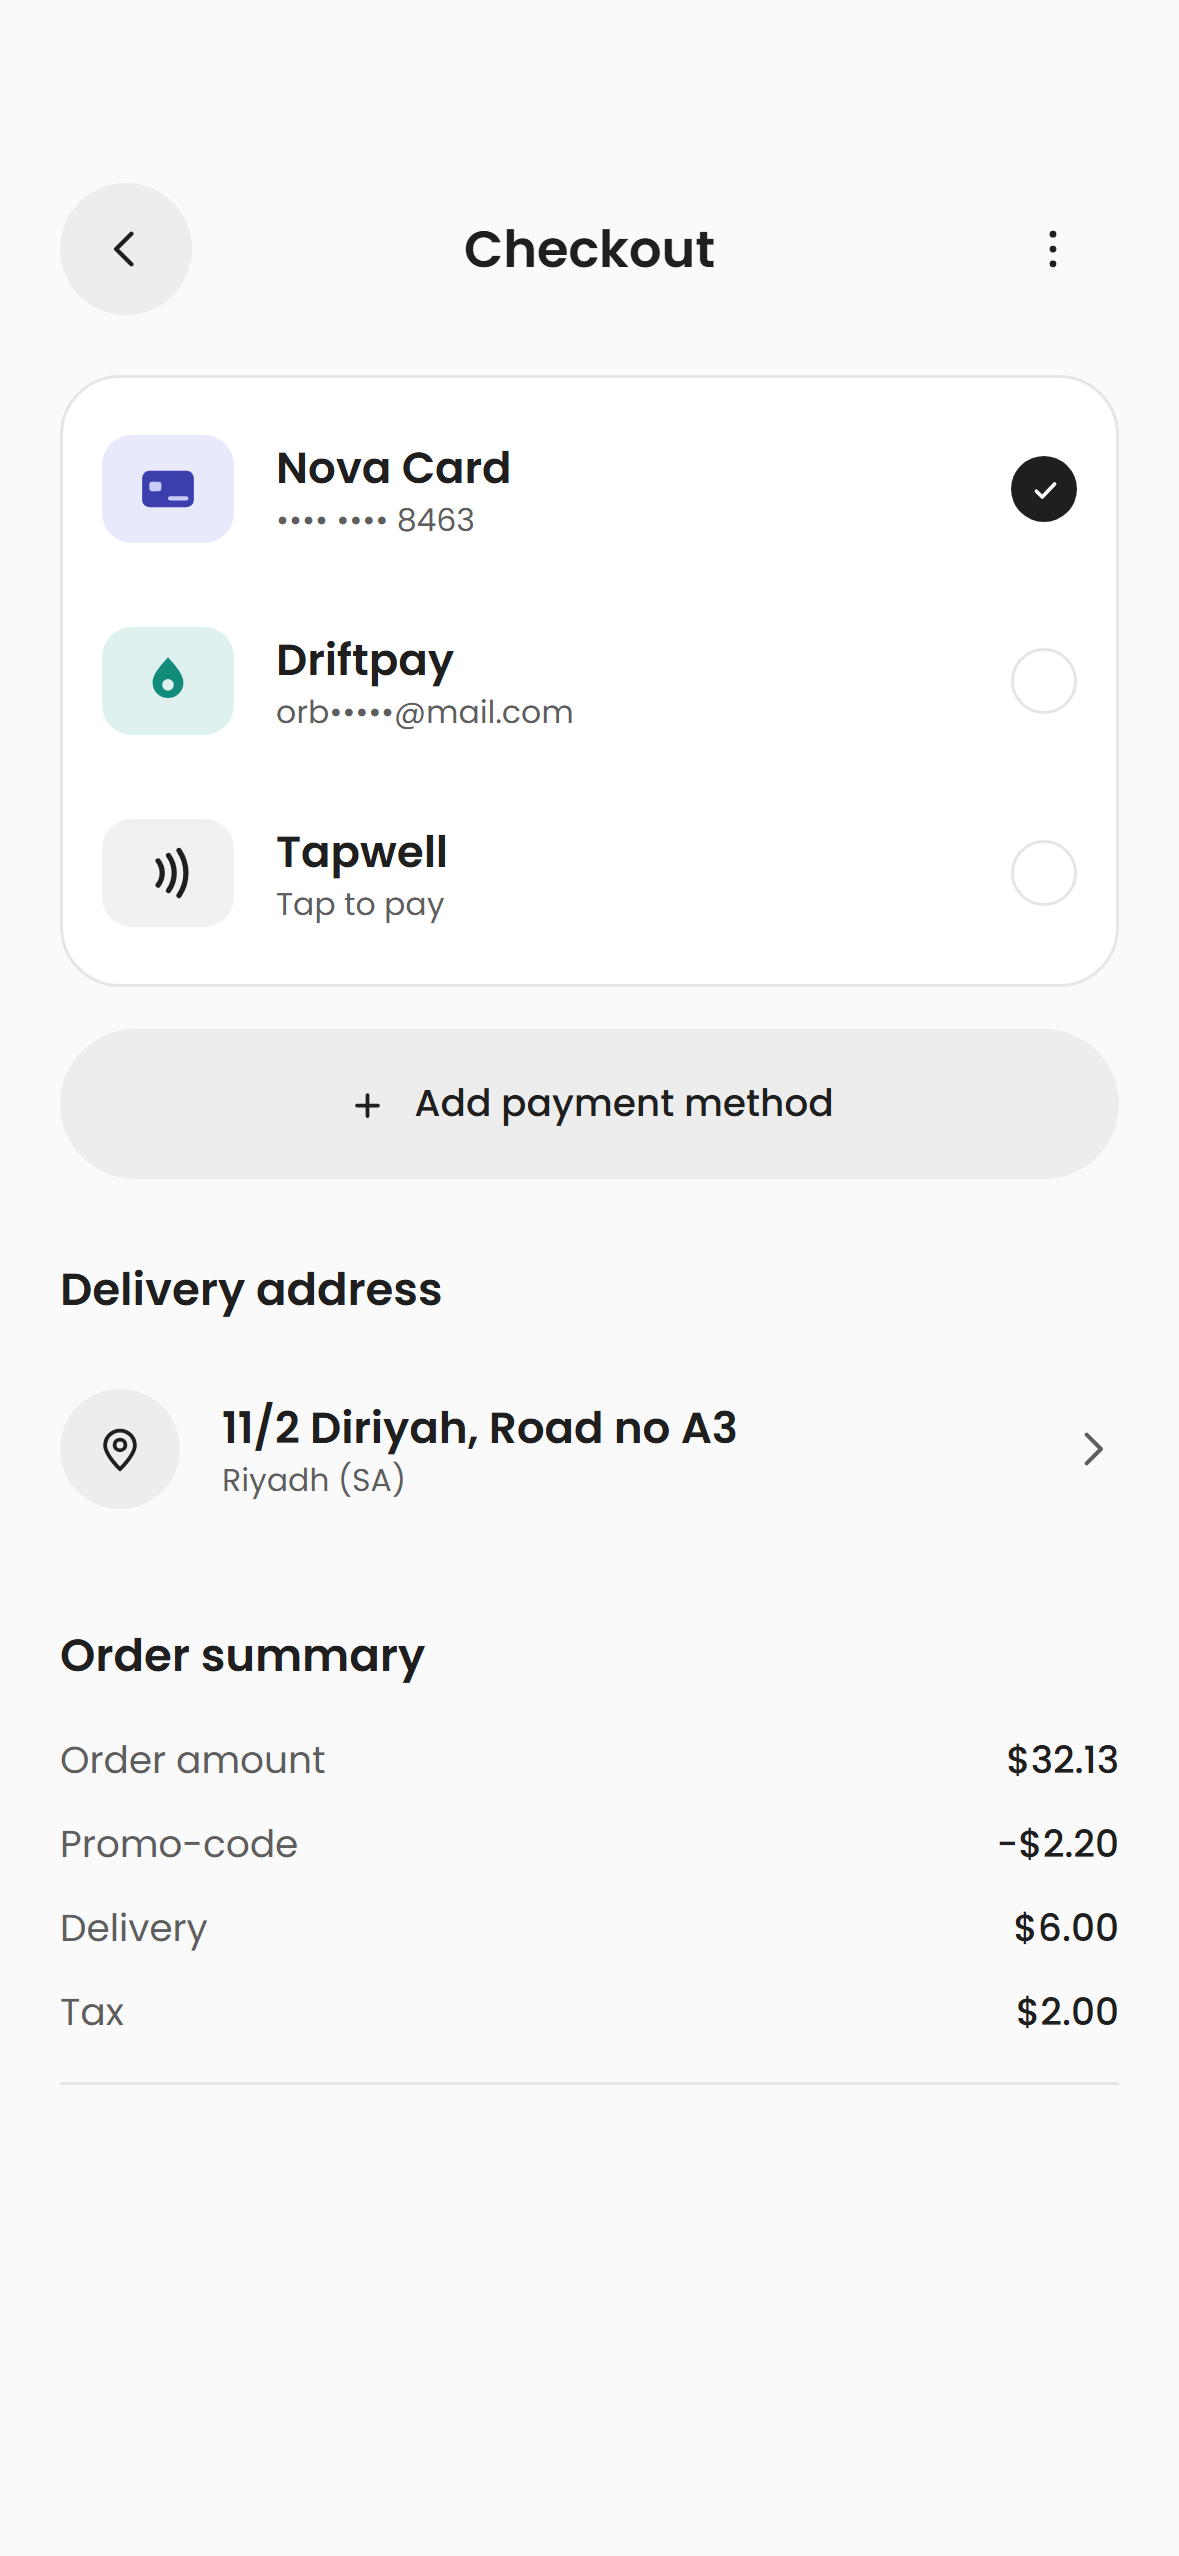 Checkout
Nova Card
•••• •••• 8463
Driftpay
orb•••••@mail.com
Tapwell
Tap to pay
+ Add payment method
Delivery address
11/2 Diriyah, Road no A3
Riyadh (SA)
Order summary
Order amount $32.13
Promo-code -$2.20
Delivery $6.00
Tax $2.00